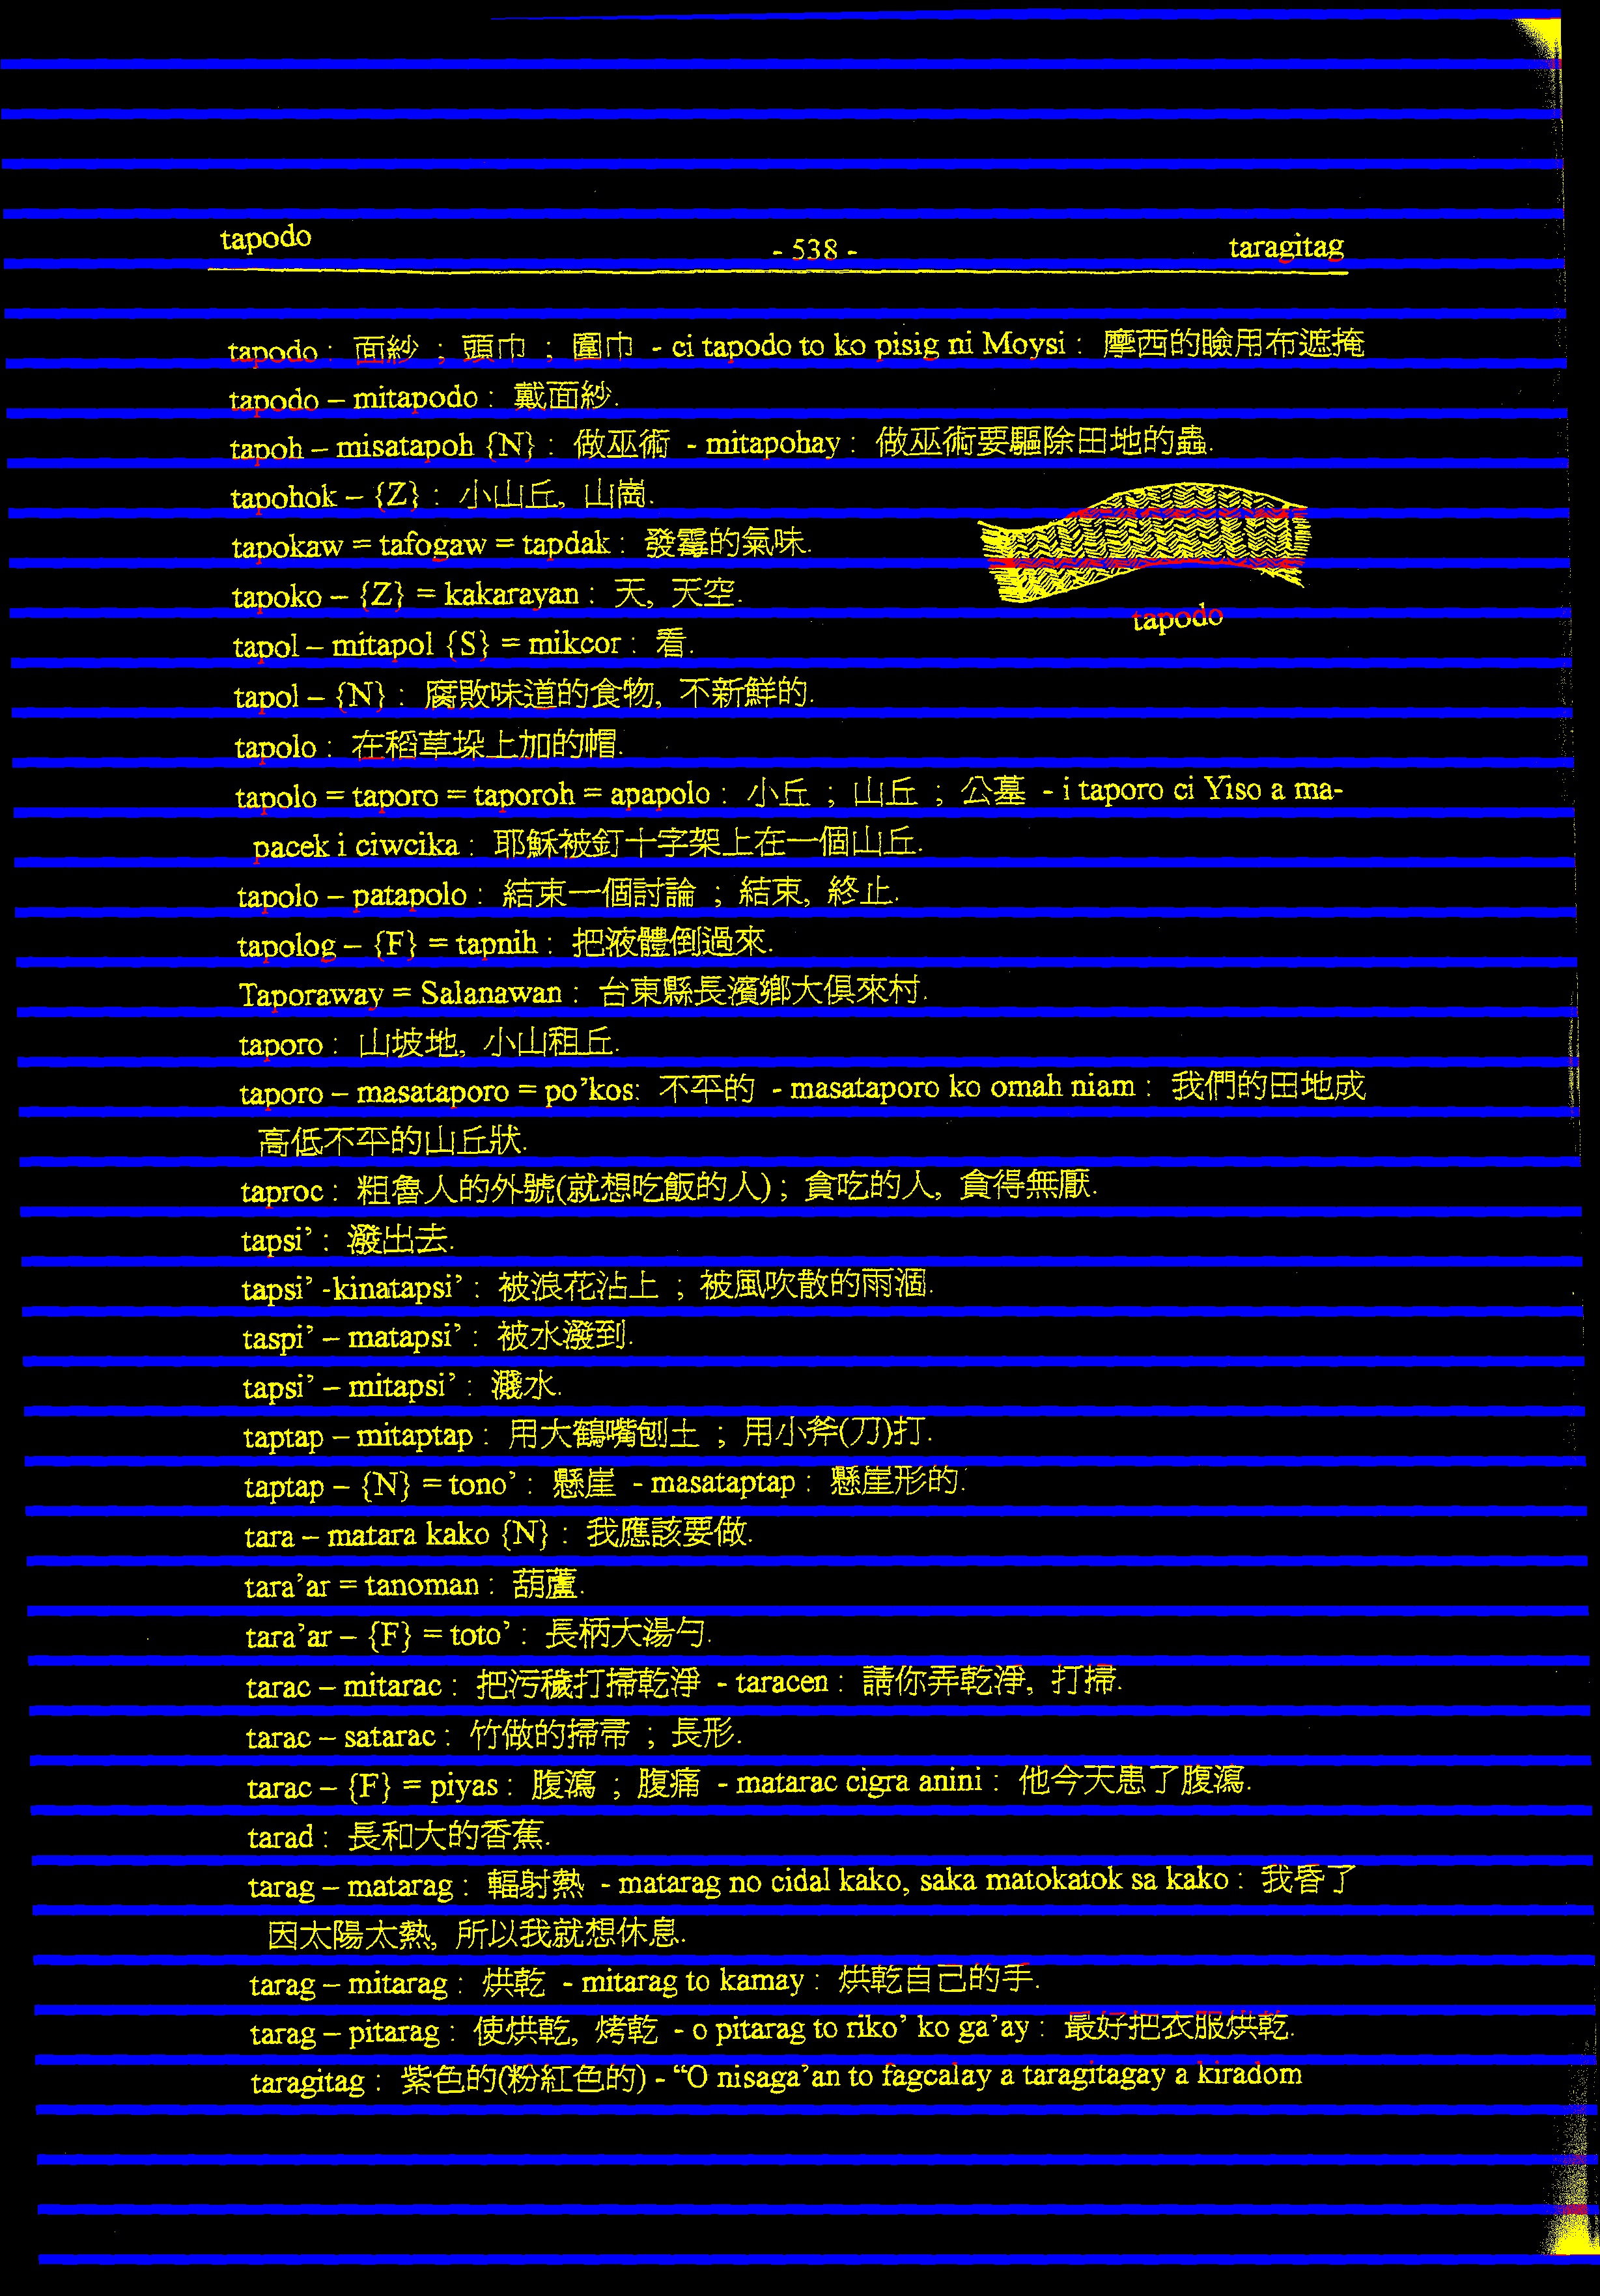 tapodo - 538 - taragitag
tapodo : 面紗 ; 頭巾 ; 圍巾 - ci tapodo to ko pisig ni Moysi : 摩西的瞼用布遮掩
tapodo – mitapodo : 戴面紗.
tapoh – misatapoh {N} : 做巫術 - mitapohay : 做巫術要驅除田地的蟲.
tapohok – {Z} : 小山丘, 山崗.
tapokaw = tafogaw = tapdak : 發霉的氣味.
tapoko – {Z} = kakarayan : 天, 天空.
tapodo
tapol – mitapol {S} = mikcor : 看.
tapol – {N} : 腐敗味道的食物, 不新鮮的.
tapolo : 在稻草垛上加的帽.
tapolo = taporo = taporoh = apapolo : 小丘 ; 山丘 ; 公墓 - i taporo ci Yiso a ma-
pacek i ciwcika : 耶穌被釘十字架上在一個山丘.
tapolo – patapolo : 結束一個討論 ; 結束, 終止.
tapolog – {F} = tapnih : 把液體倒過來.
Taporaway = Salanawan : 台東縣長濱鄉大俱來村.
taporo : 山坡地, 小山租丘.
taporo – masataporo = po’kos: 不平的 - masataporo ko omah niam : 我們的田地成
高低不平的山丘狀.
taproc : 粗魯人的外號(就想吃飯的人) ; 貪吃的人, 貪得無厭.
tapsi’ : 潑出去.
tapsi’ -kinatapsi’ : 被浪花沾上 ; 被風吹散的雨涸.
taspi’ – matapsi’ : 被水潑到.
tapsi’ – mitapsi’ : 濺水.
taptap – mitaptap : 用大鶴嘴刨土 ; 用小斧(刀)打.
taptap – {N} = tono’ : 懸崖 - masataptap : 懸崖形的.
tara – matara kako {N} : 我應該要做.
tara’ar = tanoman : 葫蘆.
tara’ar – {F} = toto’ : 長柄大湯勺.
tarac – mitarac : 把污穢打掃乾淨 - taracen : 請你弄乾淨, 打掃.
tarac – satarac : 竹做的掃帚 ; 長形.
tarac – {F} = piyas : 腹瀉 ; 腹痛 - matarac cigra anini : 他今天患了腹瀉.
tarad : 長和大的香蕉.
tarag – matarag : 輻射熱 - matarag no cidal kako, saka matokatok sa kako : 我昏了
因太陽太熱, 所以我就想休息.
tarag – mitarag : 烘乾 - mitarag to kamay : 烘乾自己的手.
tarag – pitarag : 使烘乾, 烤乾 - o pitarag to riko’ ko ga’ay : 最好把衣服烘乾.
taragitag : 紫色的(粉紅色的) - “O nisaga’an to fagcalay a taragitagay a kiradom